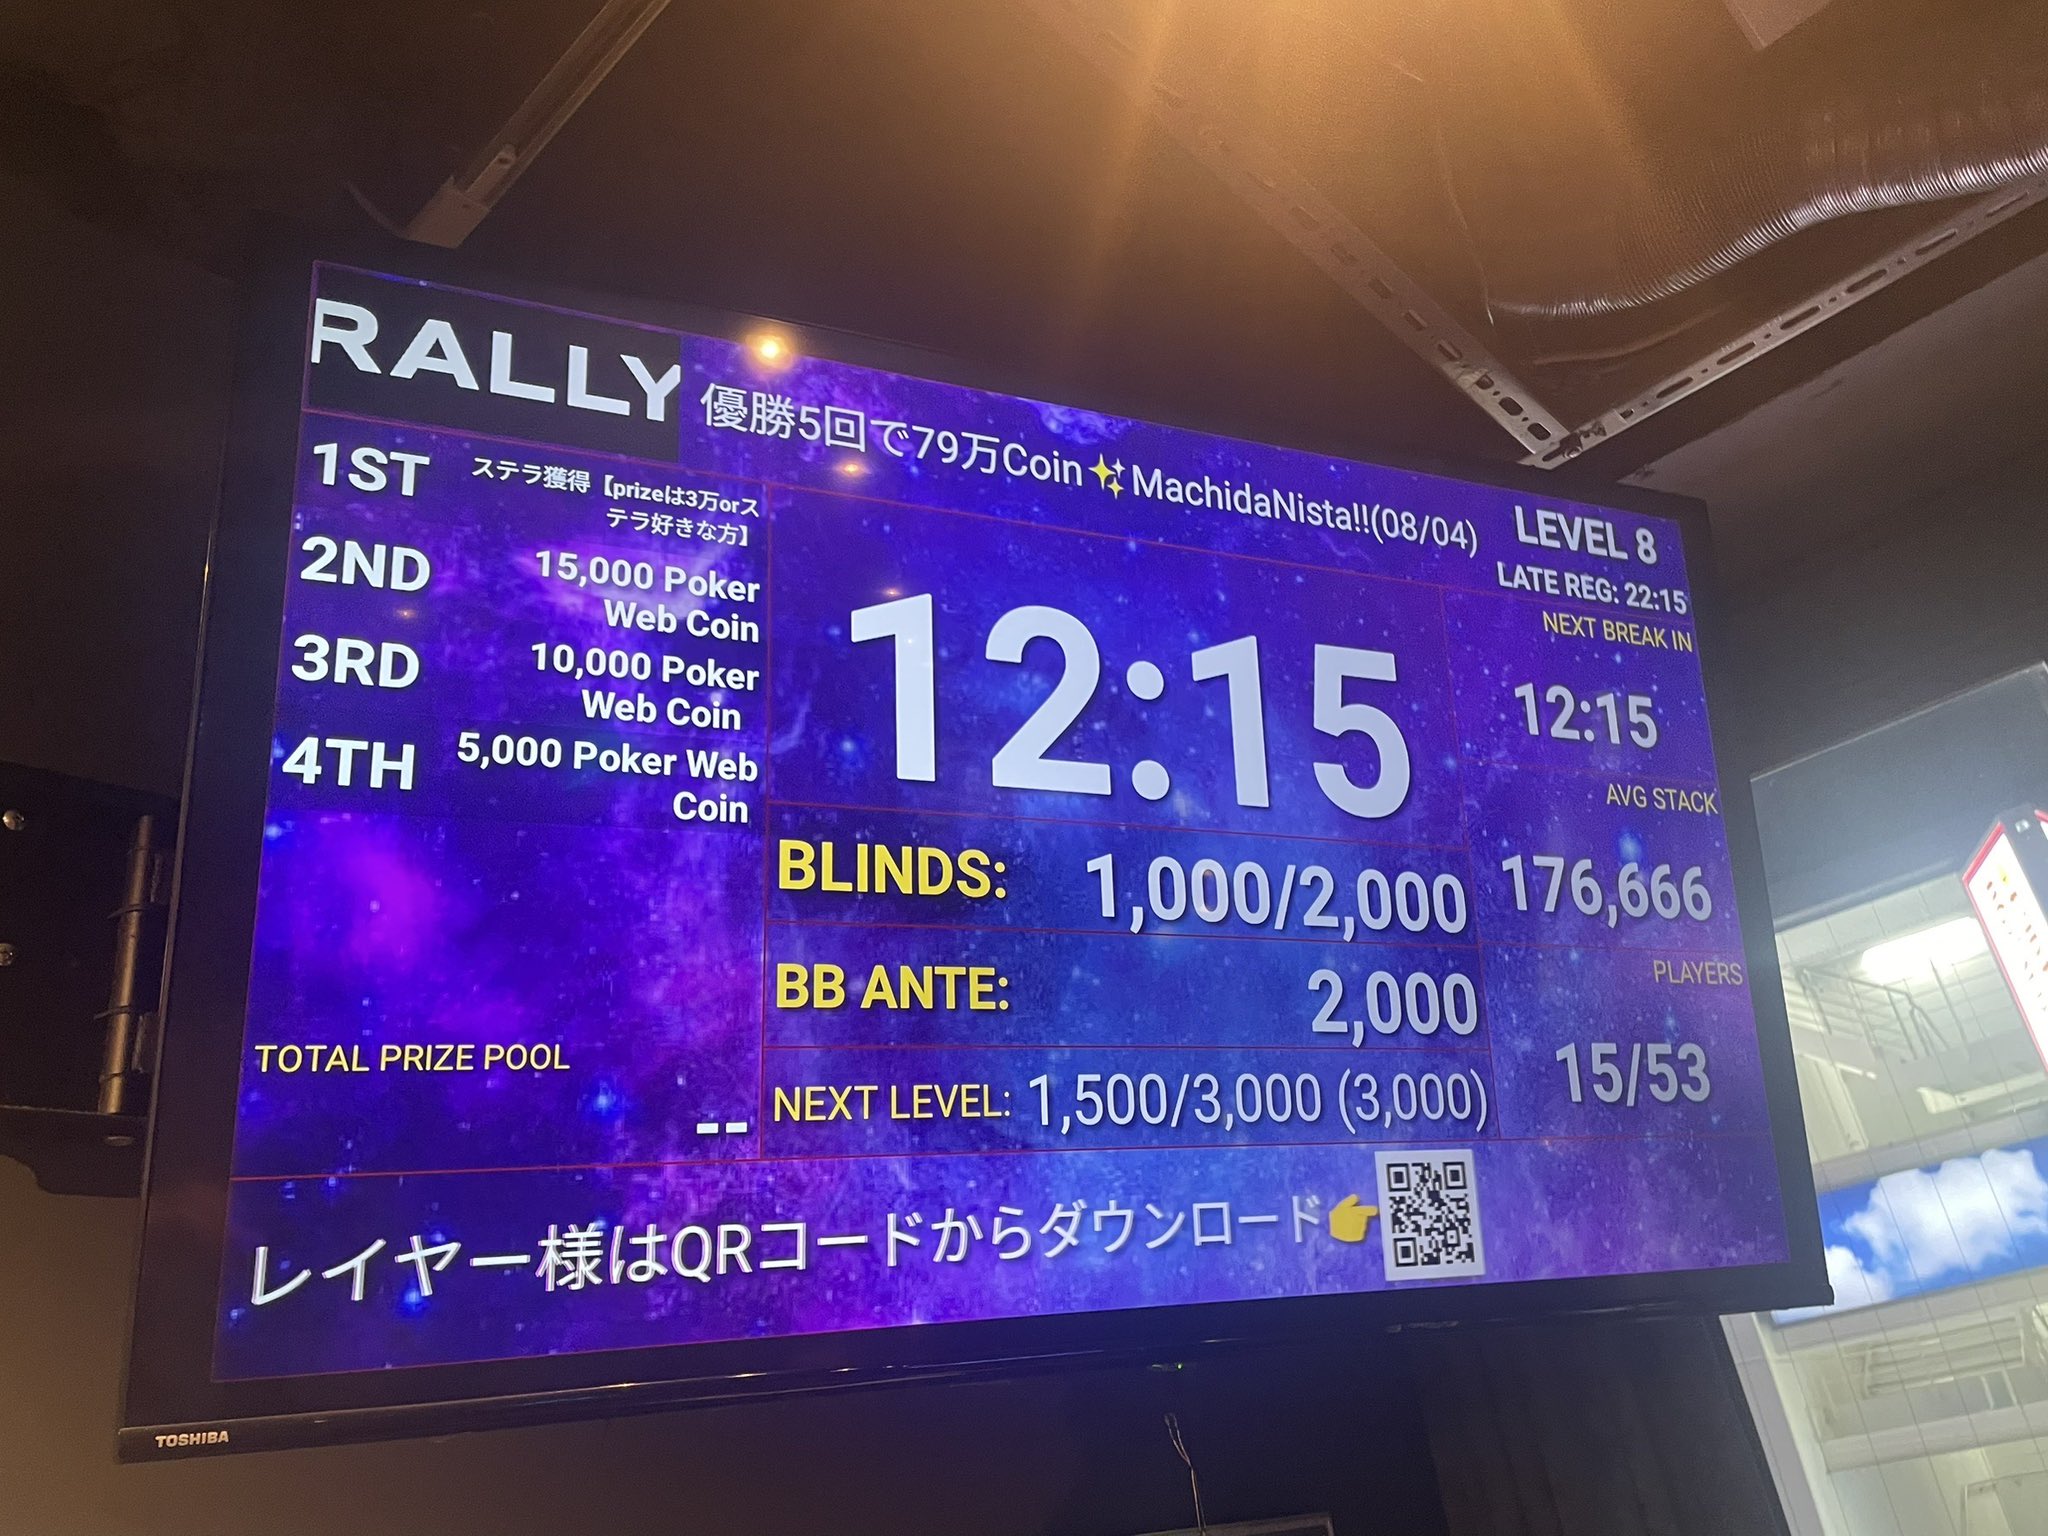 RALLY
優勝5回で79万Coin✨MachidaNista!!(08/04)
LEVEL 8
LATE REG: 22:15
1ST
ステラ獲得【prizeは3万orス
テラ好きな方】
2ND
15,000 Poker
Web Coin
3RD
10,000 Poker
Web Coin
4TH
5,000 Poker Web
Coin
TOTAL PRIZE POOL
--
12:15
BLINDS: 1,000/2,000
BB ANTE: 2,000
NEXT LEVEL: 1,500/3,000 (3,000)
NEXT BREAK IN
12:15
AVG STACK
176,666
PLAYERS
15/53
レイヤー様はQRコードからダウンロード👉
TOSHIBA